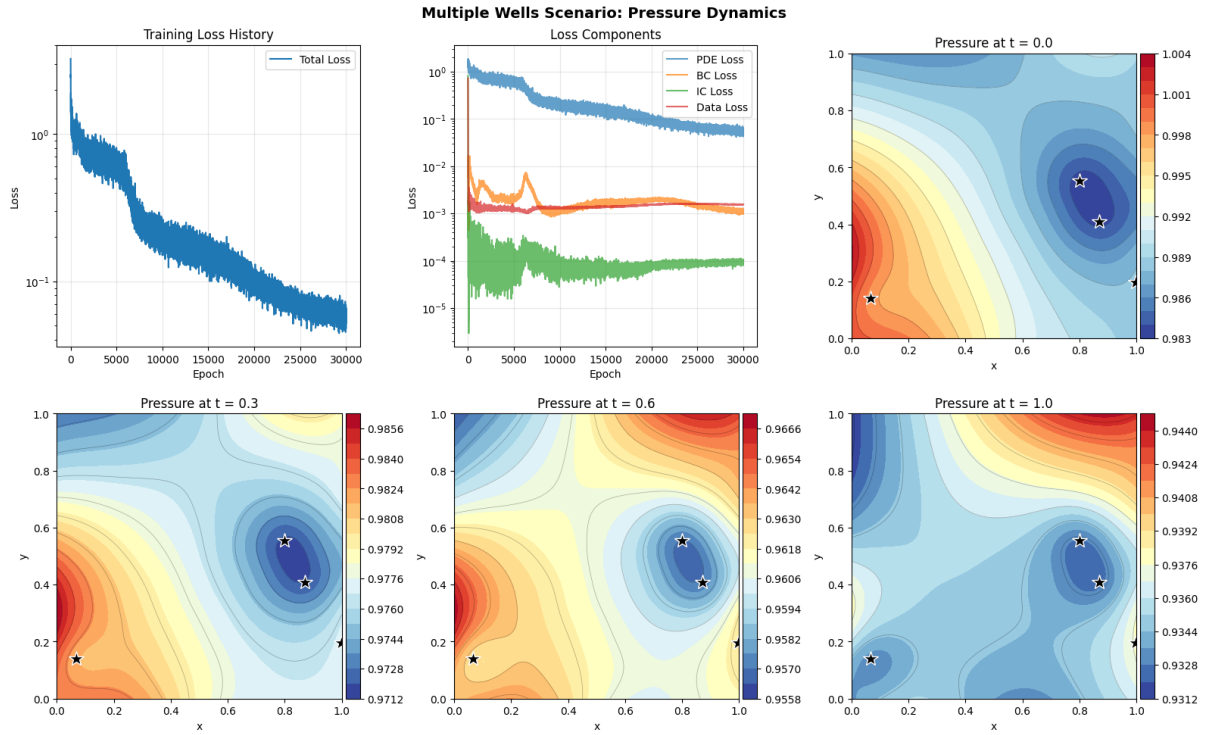 Multiple Wells Scenario: Pressure Dynamics
Training Loss History
Total Loss
10⁰
10⁻¹
Loss
0 5000 10000 15000 20000 25000 30000
Epoch
Loss Components
PDE Loss
BC Loss
IC Loss
Data Loss
10⁰
10⁻¹
10⁻²
10⁻³
10⁻⁴
10⁻⁵
Loss
0 5000 10000 15000 20000 25000 30000
Epoch
Pressure at t = 0.0
1.0
0.8
0.6
0.4
0.2
0.0
y
0.0 0.2 0.4 0.6 0.8 1.0
x
1.004
1.001
0.998
0.995
0.992
0.989
0.986
0.983
Pressure at t = 0.3
1.0
0.8
0.6
0.4
0.2
0.0
y
0.0 0.2 0.4 0.6 0.8 1.0
x
0.9856
0.9840
0.9824
0.9808
0.9792
0.9776
0.9760
0.9744
0.9728
0.9712
Pressure at t = 0.6
1.0
0.8
0.6
0.4
0.2
0.0
y
0.0 0.2 0.4 0.6 0.8 1.0
x
0.9666
0.9654
0.9642
0.9630
0.9618
0.9606
0.9594
0.9582
0.9570
0.9558
Pressure at t = 1.0
1.0
0.8
0.6
0.4
0.2
0.0
y
0.0 0.2 0.4 0.6 0.8 1.0
x
0.9440
0.9424
0.9408
0.9392
0.9376
0.9360
0.9344
0.9328
0.9312